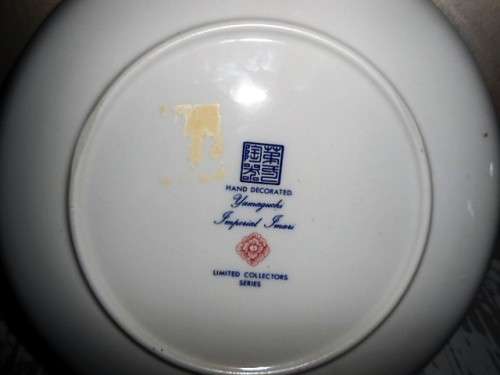 HAND DECORATED
Yamaguchi
Imperial Imari
LIMITED COLLECTORS
SERIES